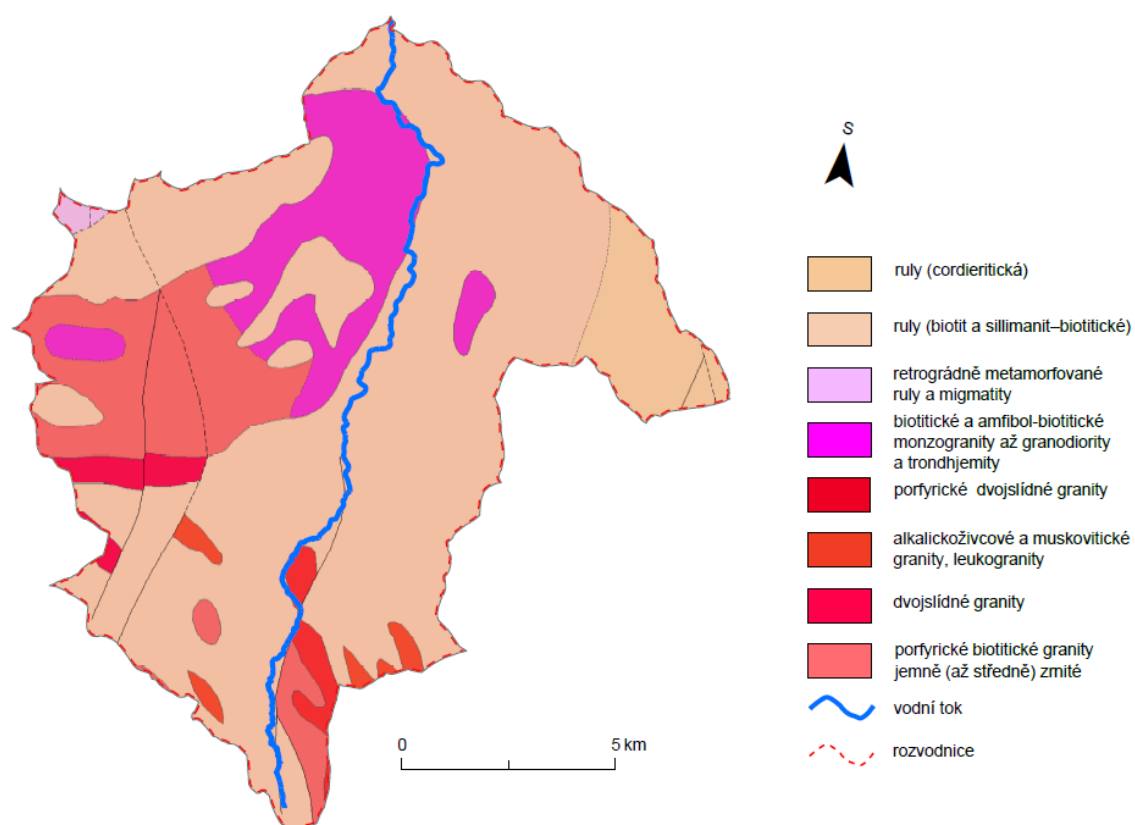 S
ruly (cordieritická)
ruly (biotit a sillimanit–biotitické)
retrográdně metamorfované
ruly a migmatity
biotitické a amfibol-biotitické
monzogranity až granodiority
a trondhjemity
porfyrické dvojslídné granity
alkalickoživcové a muskovitické
granity, leukogranity
dvojslídné granity
porfyrické biotitické granity
jemně (až středně) zrnité
vodní tok
rozvodnice
0 5 km